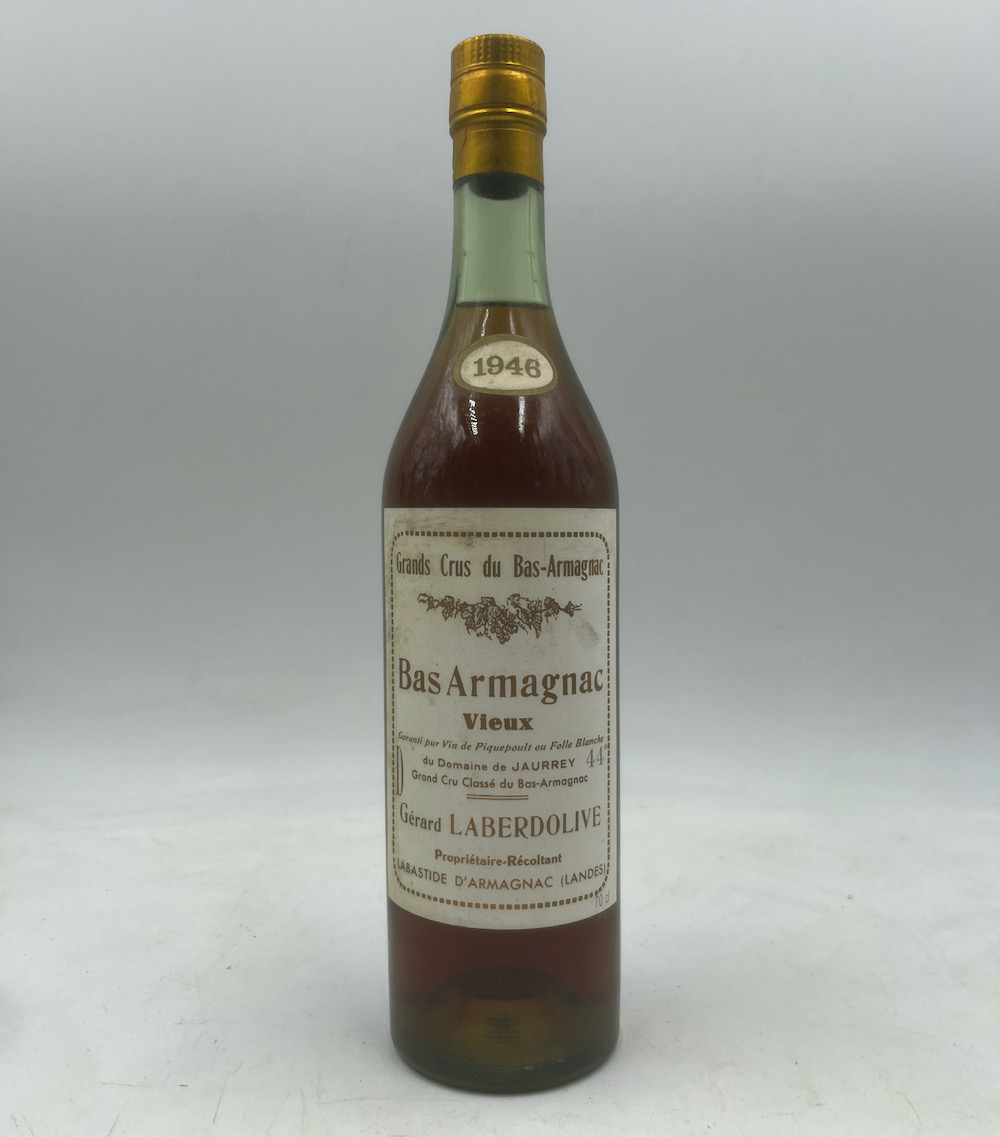 1946
Grands Crus du Bas-Armagnac
Bas Armagnac
Vieux
Garanti pur Vin de Piquepoult ou Folle Blanche
D du Domaine de JAURREY 44°
Grand Cru Classé du Bas-Armagnac
Gérard LABERDOLIVE
Propriétaire-Récoltant
LABASTIDE D'ARMAGNAC (LANDES)
70 cl